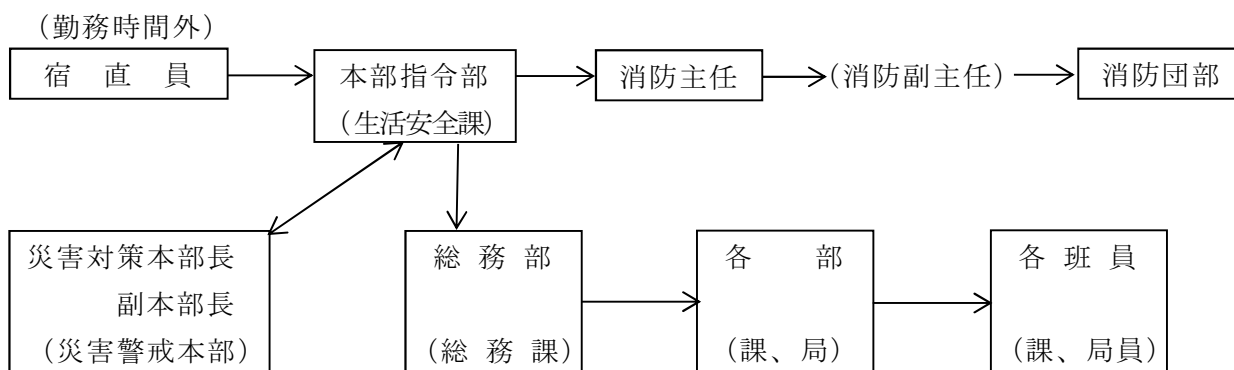 (勤務時間外)
宿直員
本部指令部
(生活安全課)
消防主任
(消防副主任)
消防団部
災害対策本部長
副本部長
(災害警戒本部)
総務部
(総務課)
各部
(課、局)
各班員
(課、局員)